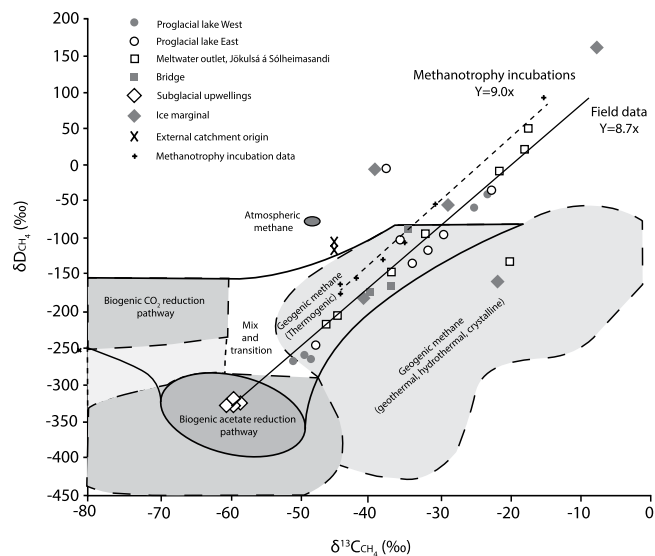 200
150
100
50
0
-50
-100
-150
-200
-250
-300
-350
-400
-450
δDCH₄ (‰)
Proglacial lake West
Proglacial lake East
Meltwater outlet, Jökulsá á Sólheimasandi
Bridge
Subglacial upwellings
Ice marginal
External catchment origin
Methanotrophy incubation data
Methanotrophy incubations
Y=9.0x
Field data
Y=8.7x
Atmospheric
methane
Biogenic CO₂ reduction
pathway
Mix
and
transition
Geogenic methane
(Thermogenic)
Geogenic methane
(geothermal, hydrothermal, crystalline)
Biogenic acetate reduction
pathway
-80 -70 -60 -50 -40 -30 -20 -10 0
δ¹³CCH₄ (‰)